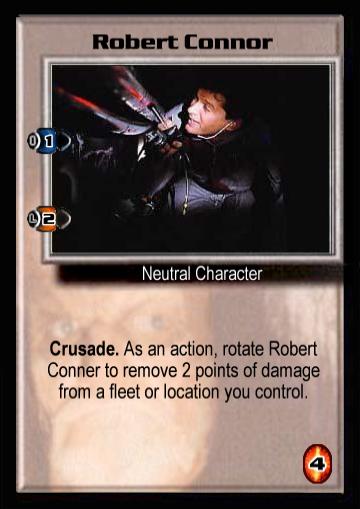 Robert Connor
D 1
L 2
Neutral Character
Crusade. As an action, rotate Robert
Conner to remove 2 points of damage
from a fleet or location you control.
4